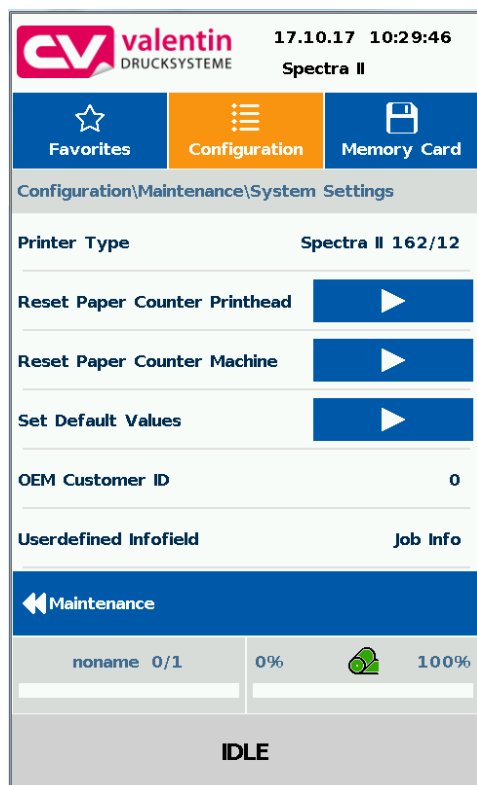 CV valentin
DRUCKSYSTEME
17.10.17 10:29:46
Spectra II
Favorites
Configuration
Memory Card
Configuration\Maintenance\System Settings
Printer Type Spectra II 162/12
Reset Paper Counter Printhead
Reset Paper Counter Machine
Set Default Values
OEM Customer ID 0
Userdefined Infofield Job Info
Maintenance
noname 0/1 0% 100%
IDLE